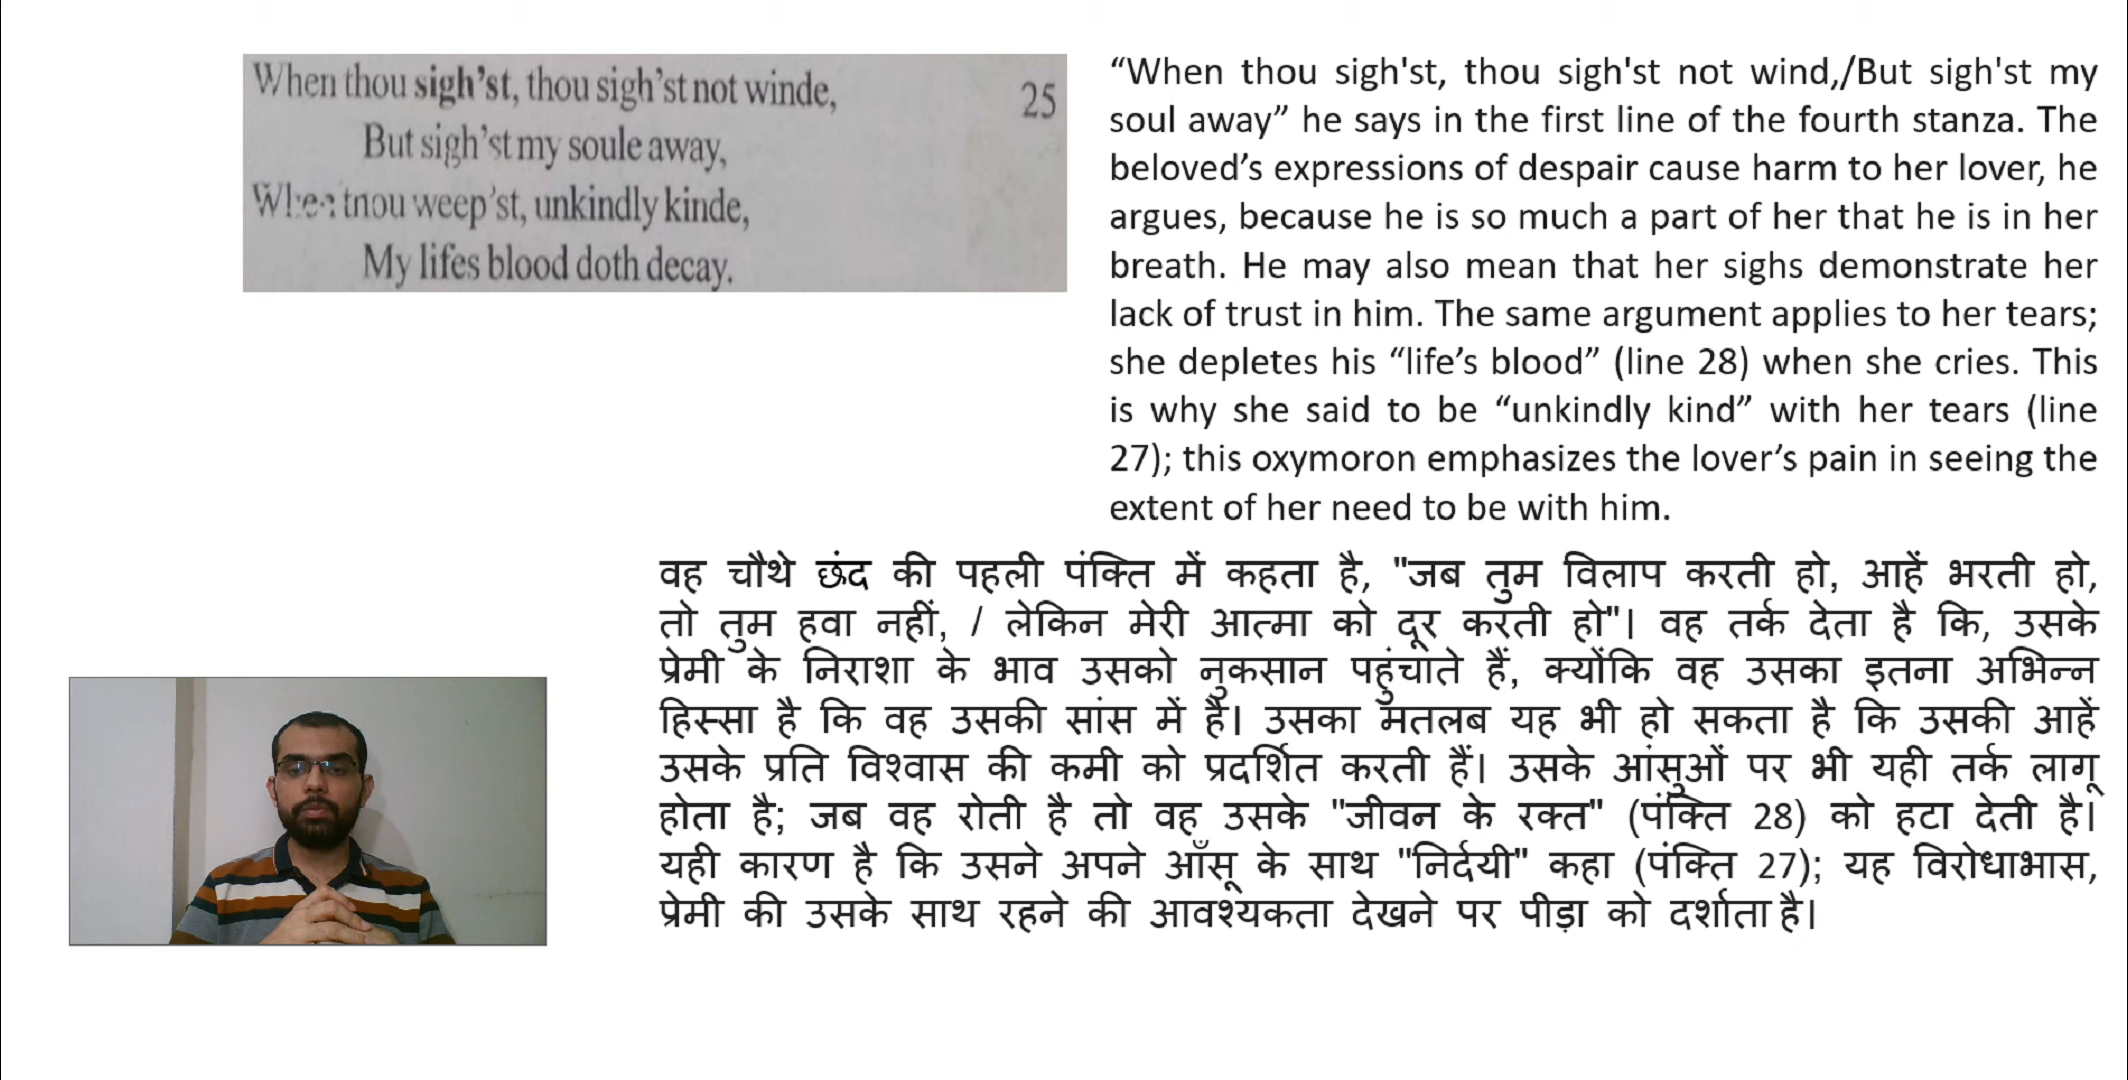 When thou sigh'st, thou sigh'st not winde, 25
But sigh'st my soule away,
When thou weep'st, unkindly kinde,
My lifes blood doth decay.
“When thou sigh'st, thou sigh'st not wind,/But sigh'st my
soul away” he says in the first line of the fourth stanza. The
beloved’s expressions of despair cause harm to her lover, he
argues, because he is so much a part of her that he is in her
breath. He may also mean that her sighs demonstrate her
lack of trust in him. The same argument applies to her tears;
she depletes his “life’s blood” (line 28) when she cries. This
is why she said to be “unkindly kind” with her tears (line
27); this oxymoron emphasizes the lover’s pain in seeing the
extent of her need to be with him.
वह चौथे छंद की पहली पंक्ति में कहता है, "जब तुम विलाप करती हो, आहें भरती हो,
तो तुम हवा नहीं, / लेकिन मेरी आत्मा को दूर करती हो"। वह तर्क देता है कि, उसके
प्रेमी के निराशा के भाव उसको नुकसान पहुंचाते हैं, क्योंकि वह उसका इतना अभिन्न
हिस्सा है कि वह उसकी सांस में है। उसका मतलब यह भी हो सकता है कि उसकी आहें
उसके प्रति विश्वास की कमी को प्रदर्शित करती हैं। उसके आंसुओं पर भी यही तर्क लागू
होता है; जब वह रोती है तो वह उसके "जीवन के रक्त" (पंक्ति 28) को हटा देती है।
यही कारण है कि उसने अपने आँसू के साथ "निर्दयी" कहा (पंक्ति 27); यह विरोधाभास,
प्रेमी की उसके साथ रहने की आवश्यकता देखने पर पीड़ा को दर्शाता है।